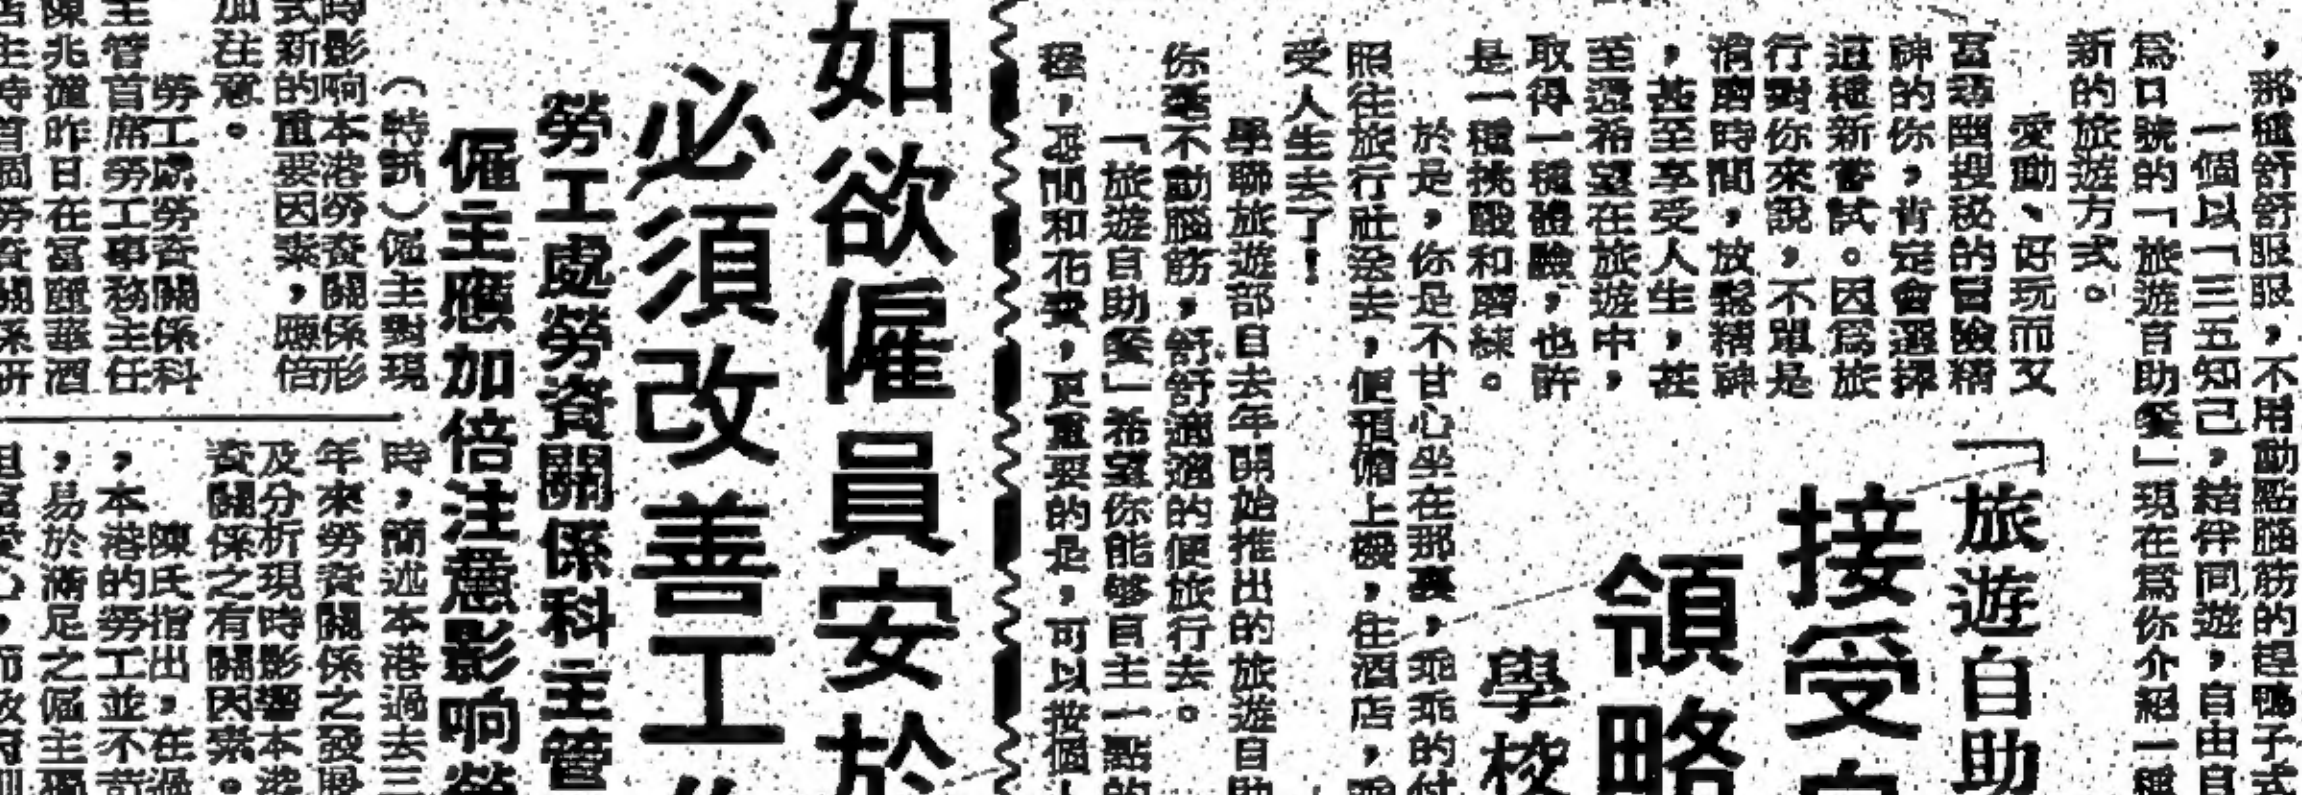 ，那種舒舒服服，不用動點腦筋的捏鴨子式
一個以「三五知己，結伴同遊，自由自
爲口號的「旅遊自助餐」現在爲你介紹一種
新的旅遊方式。
愛動、好玩而又
富尋幽搜秘的冒險精
神的你，肯定會選擇
這種新嘗試。因爲旅
行對你來說，不單是
消磨時間，放鬆精神
，甚至享受人生，甚
至還希望在旅遊中，
取得一種體驗，也許
是一種挑戰和磨練。
「旅遊自助
接受
領略
學校
於是，你是不甘心坐在那裏，乖乖的付
照往旅行社送去，便預備上機，住酒店，
受人生去了！
學聯旅遊部自去年開始推出的旅遊自助
你毫不動腦筋，舒舒適適的便旅行去。
「旅遊自助餐」希望你能够自主一點的
程，時間和花費，更重要的是，可以按個
如欲僱員安於
必須改善工作
勞工處勞資關係科主管
僱主應加倍注意影响勞
（特訊）僱主對現
時影响本港勞資關係形
式新的重要因素，應倍
加注意。
勞工處勞資關係科
主管首席勞工事務主任
陳兆鏇昨日在富麗華酒
店主持首個勞資關係研
時，簡述本港過去三
年來勞資關係之發展
及分析現時影響本港
資關係之有關因素。
陳氏指出，在過
，本港的勞工並不苛
，易於滿足之僱主獨